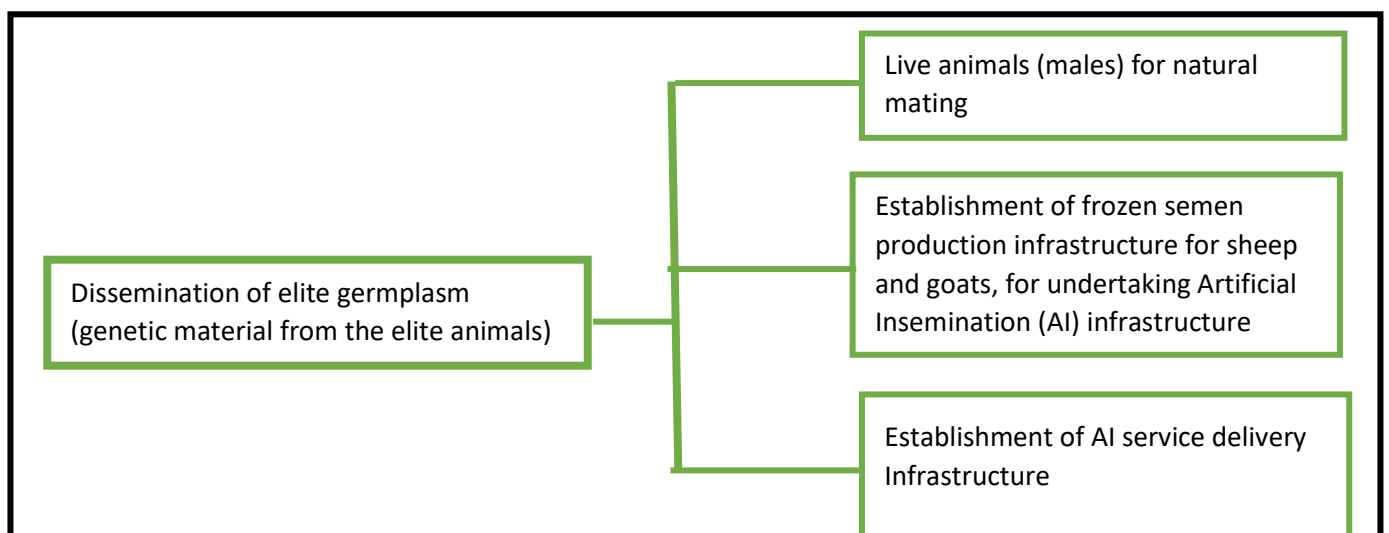 Live animals (males) for natural
mating
Establishment of frozen semen
production infrastructure for sheep
and goats, for undertaking Artificial
Insemination (AI) infrastructure
Dissemination of elite germplasm
(genetic material from the elite animals)
Establishment of AI service delivery
Infrastructure